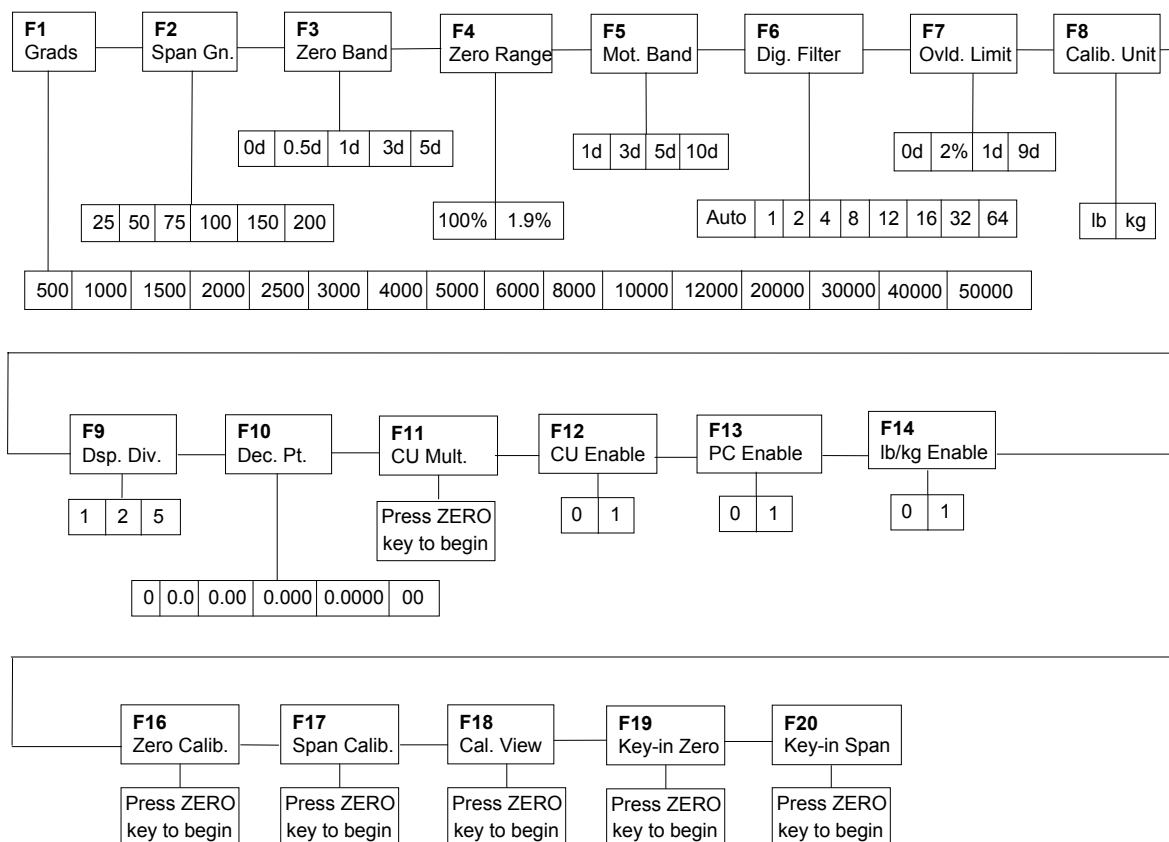 F1
Grads
F2
Span Gn.
F3
Zero Band
F4
Zero Range
F5
Mot. Band
F6
Dig. Filter
F7
Ovld. Limit
F8
Calib. Unit
0d 0.5d 1d 3d 5d
1d 3d 5d 10d
0d 2% 1d 9d
25 50 75 100 150 200
100% 1.9%
Auto 1 2 4 8 12 16 32 64
lb kg
500 1000 1500 2000 2500 3000 4000 5000 6000 8000 10000 12000 20000 30000 40000 50000
F9
Dsp. Div.
F10
Dec. Pt.
F11
CU Mult.
F12
CU Enable
F13
PC Enable
F14
lb/kg Enable
1 2 5
Press ZERO
key to begin
0 1
0 1
0 1
0 0.0 0.00 0.000 0.0000 00
F16
Zero Calib.
F17
Span Calib.
F18
Cal. View
F19
Key-in Zero
F20
Key-in Span
Press ZERO
key to begin
Press ZERO
key to begin
Press ZERO
key to begin
Press ZERO
key to begin
Press ZERO
key to begin